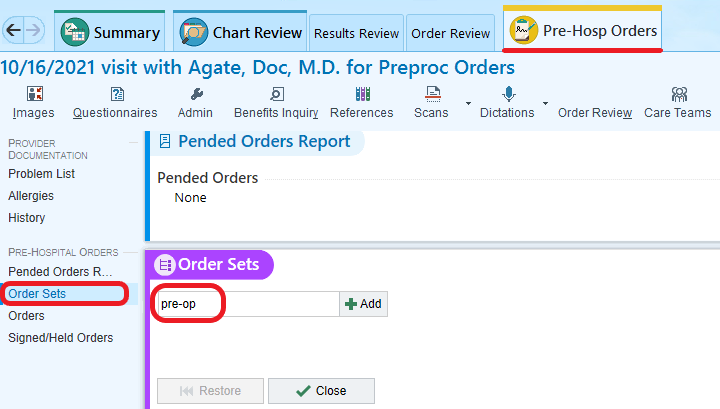 Summary
Chart Review
Results Review
Order Review
Pre-Hosp Orders
10/16/2021 visit with Agate, Doc, M.D. for Preproc Orders
Images
Questionnaires
Admin
Benefits Inquiry
References
Scans
Dictations
Order Review
Care Teams
PROVIDER
DOCUMENTATION
Problem List
Allergies
History
PRE-HOSPITAL ORDERS
Pended Orders R...
Order Sets
Orders
Signed/Held Orders
Pended Orders Report
Pended Orders
None
Order Sets
pre-op
Add
Restore
Close